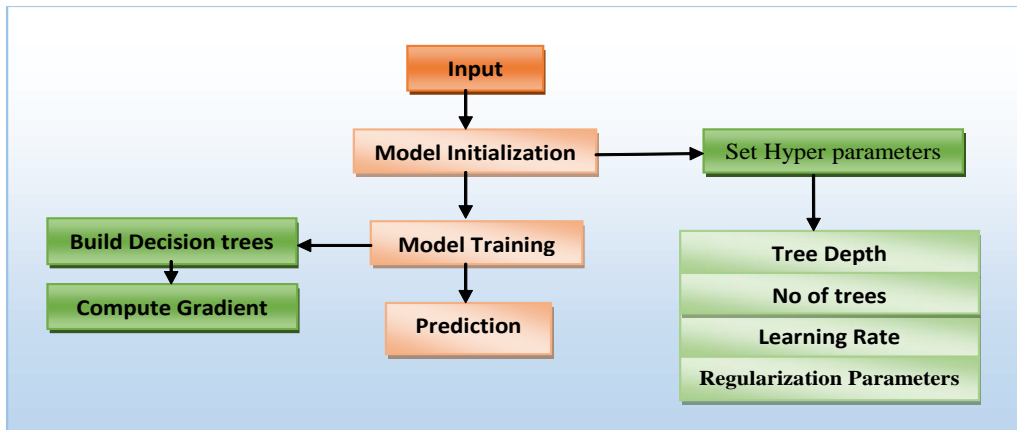 Input
Model Initialization
Set Hyper parameters
Build Decision trees
Model Training
Tree Depth
Compute Gradient
No of trees
Prediction
Learning Rate
Regularization Parameters